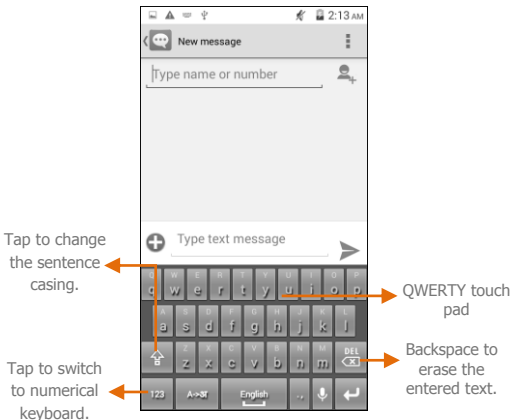 2:13 AM
New message
Type name or number
Type text message
Tap to change
the sentence
casing.
Q W E R T Y U I O P
q w e r t y u i o p
A S D F G H J K L
a s d f g h j k l
QWERTY touch
pad
Z X C V B N M DEL
z x c v b n m
Backspace to
erase the
entered text.
Tap to switch
to numerical
keyboard.
123 English .,